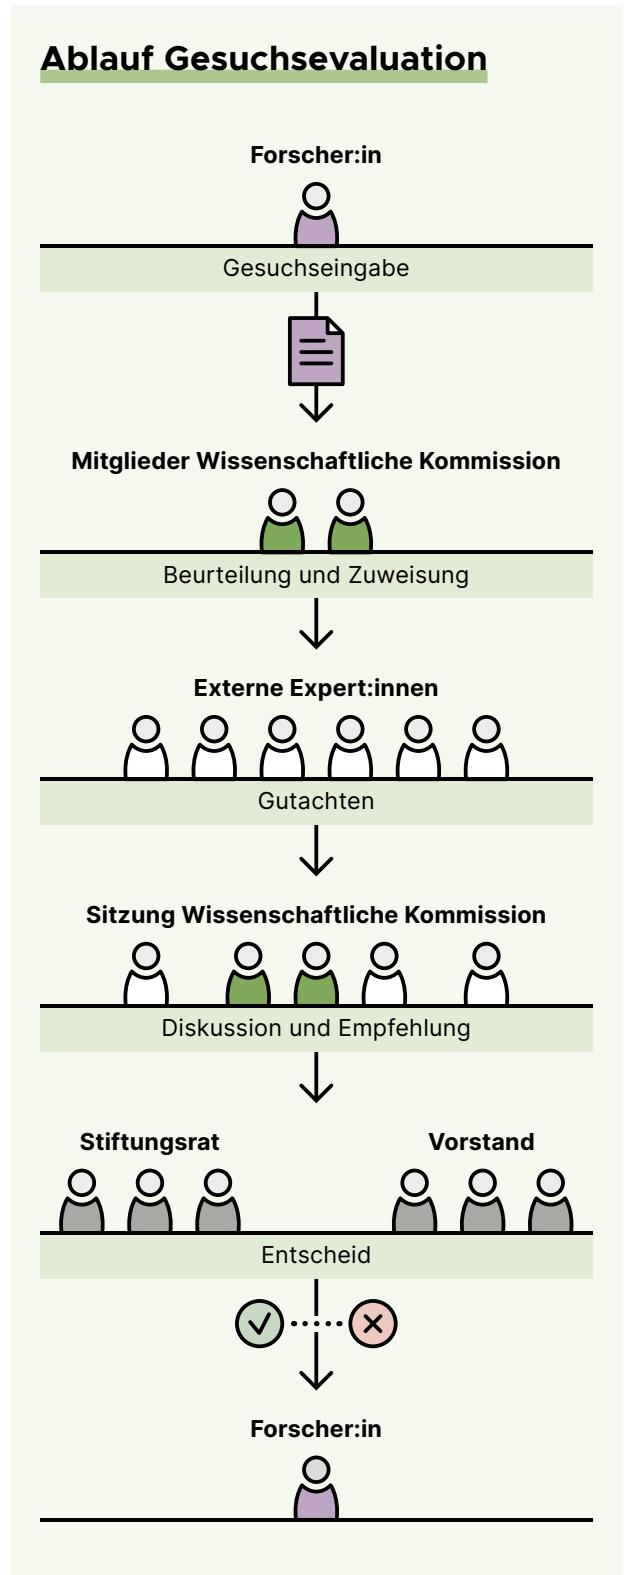 Ablauf Gesuchsevaluation
Forscher:in
Gesuchseingabe
Mitglieder Wissenschaftliche Kommission
Beurteilung und Zuweisung
Externe Expert:innen
Gutachten
Sitzung Wissenschaftliche Kommission
Diskussion und Empfehlung
Stiftungsrat
Vorstand
Entscheid
Forscher:in